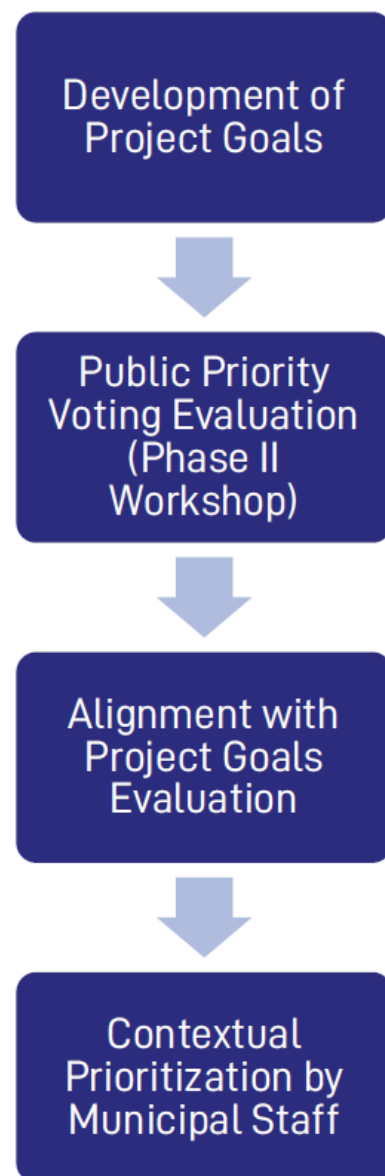 Development of
Project Goals
Public Priority
Voting Evaluation
(Phase II
Workshop)
Alignment with
Project Goals
Evaluation
Contextual
Prioritization by
Municipal Staff